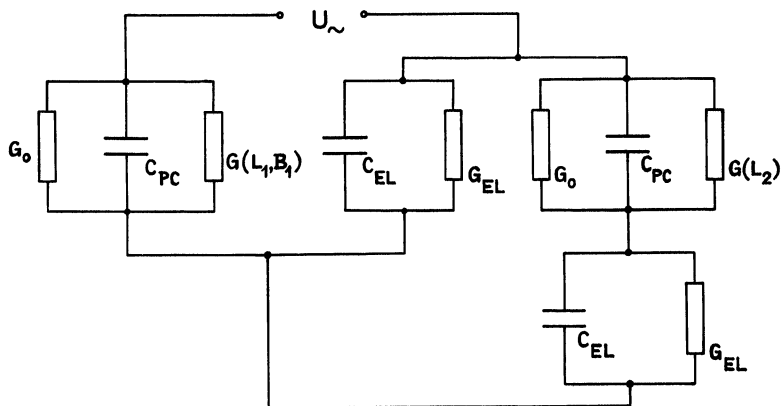 U~
G₀
C_PC
G(L₁,B₁)
C_EL
G_EL
G₀
C_PC
G(L₂)
C_EL
G_EL